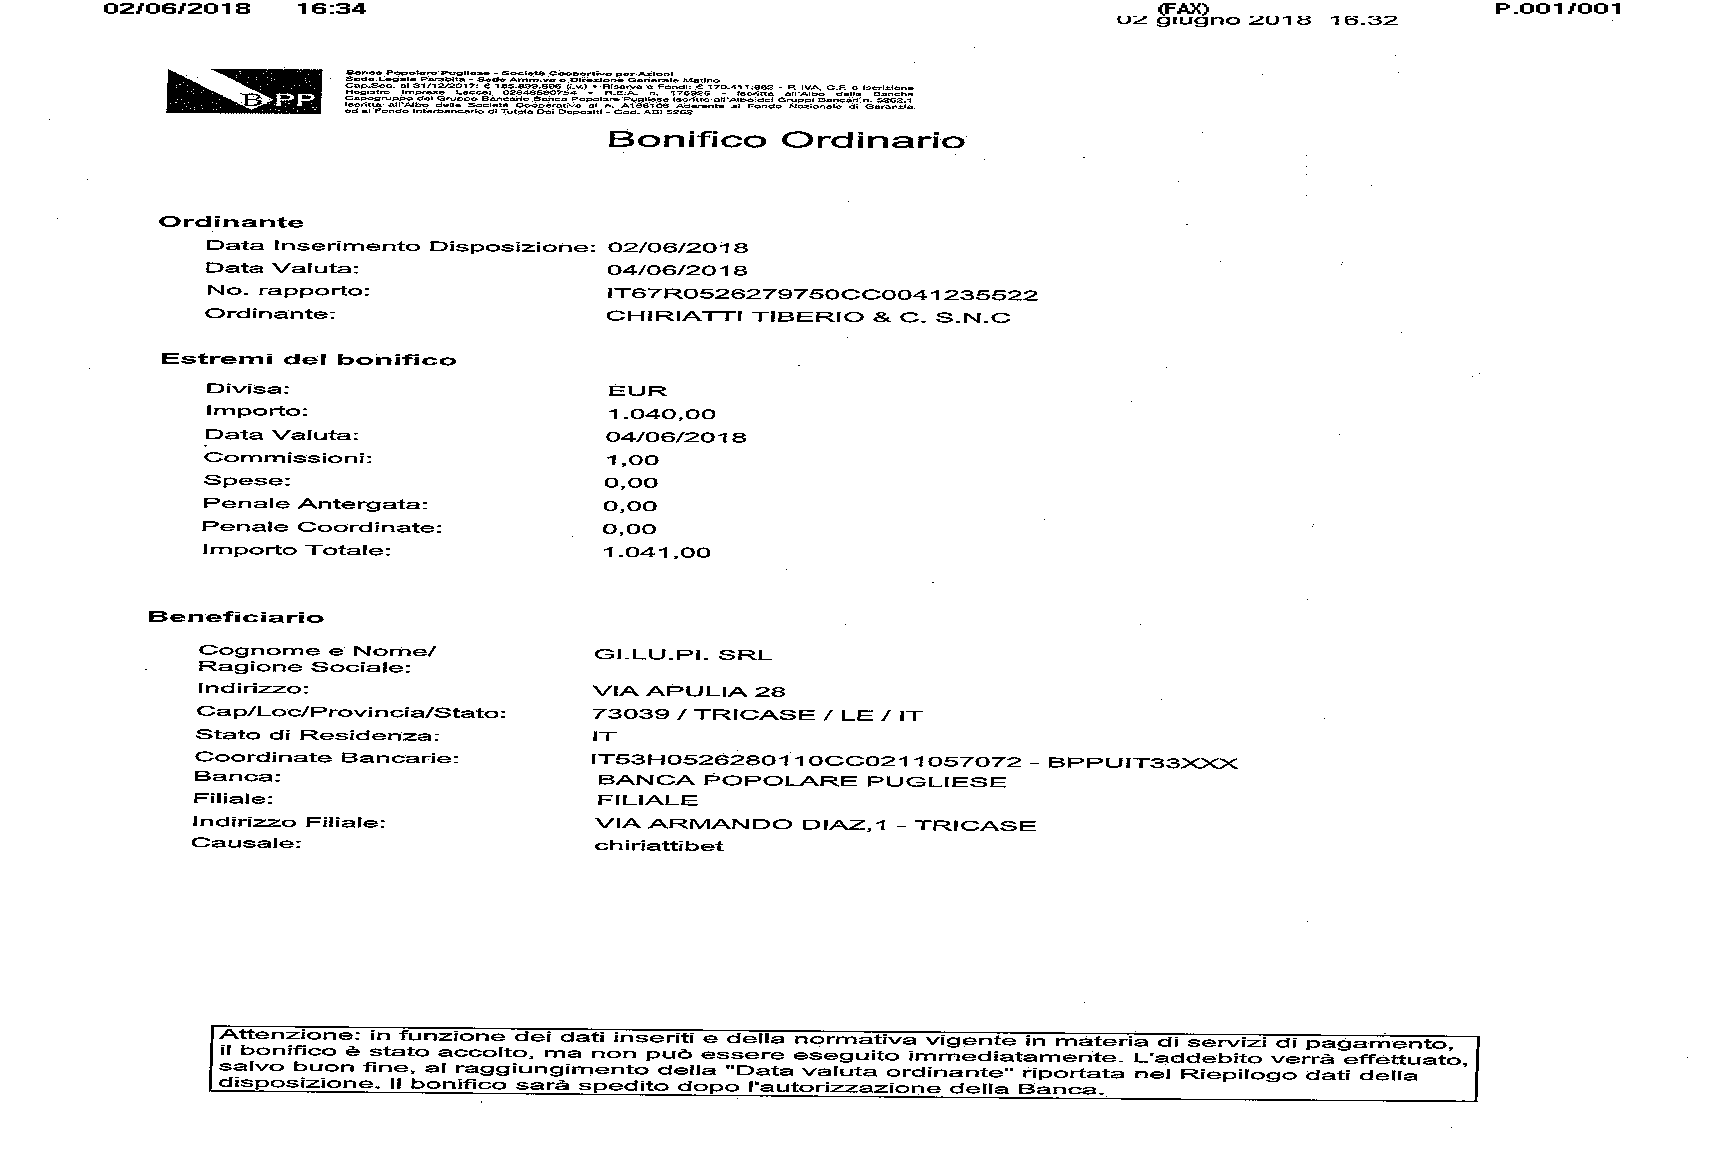 02/06/2018 16:34 (FAX) P.001/001
02 giugno 2018 16.32
BPP
Banca Popolare Pugliese - Società Cooperativa per Azioni
Sede Legale Parabita - Sede Amm.va e Direzione Generale Matino
Cap.Soc. al 31/12/2017: € (i.v.) • Riserve e Fondi: € - P. IVA, C.F. e Iscrizione
Registro Imprese Lecce: 02848590754 • R.E.A. n. - Iscritta all'Albo delle Banche
Capogruppo del Gruppo Bancario Banca Popolare Pugliese Iscritto all'Albo dei Gruppi Bancari n. 5262.1
Iscritta all'Albo delle Società Cooperative al n. A166106 Aderente al Fondo Nazionale di Garanzia
ed al Fondo Interbancario di Tutela Dei Depositi - Cod. ABI 5262
Bonifico Ordinario
Ordinante
Data Inserimento Disposizione: 02/06/2018
Data Valuta: 04/06/2018
No. rapporto: IT67R0526279750CC0041235522
Ordinante: CHIRIATTI TIBERIO & C. S.N.C
Estremi del bonifico
Divisa: EUR
Importo: 1.040,00
Data Valuta: 04/06/2018
Commissioni: 1,00
Spese: 0,00
Penale Antergata: 0,00
Penale Coordinate: 0,00
Importo Totale: 1.041,00
Beneficiario
Cognome e Nome/
Ragione Sociale: GI.LU.PI. SRL
Indirizzo: VIA APULIA 28
Cap/Loc/Provincia/Stato: 73039 / TRICASE / LE / IT
Stato di Residenza: IT
Coordinate Bancarie: IT53H0526280110CC0211057072 - BPPUIT33XXX
Banca: BANCA POPOLARE PUGLIESE
Filiale: FILIALE
Indirizzo Filiale: VIA ARMANDO DIAZ,1 - TRICASE
Causale: chiriattibet
Attenzione: in funzione dei dati inseriti e della normativa vigente in materia di servizi di pagamento,
il bonifico è stato accolto, ma non può essere eseguito immediatamente. L'addebito verrà effettuato,
salvo buon fine, al raggiungimento della "Data valuta ordinante" riportata nel Riepilogo dati della
disposizione. Il bonifico sarà spedito dopo l'autorizzazione della Banca.